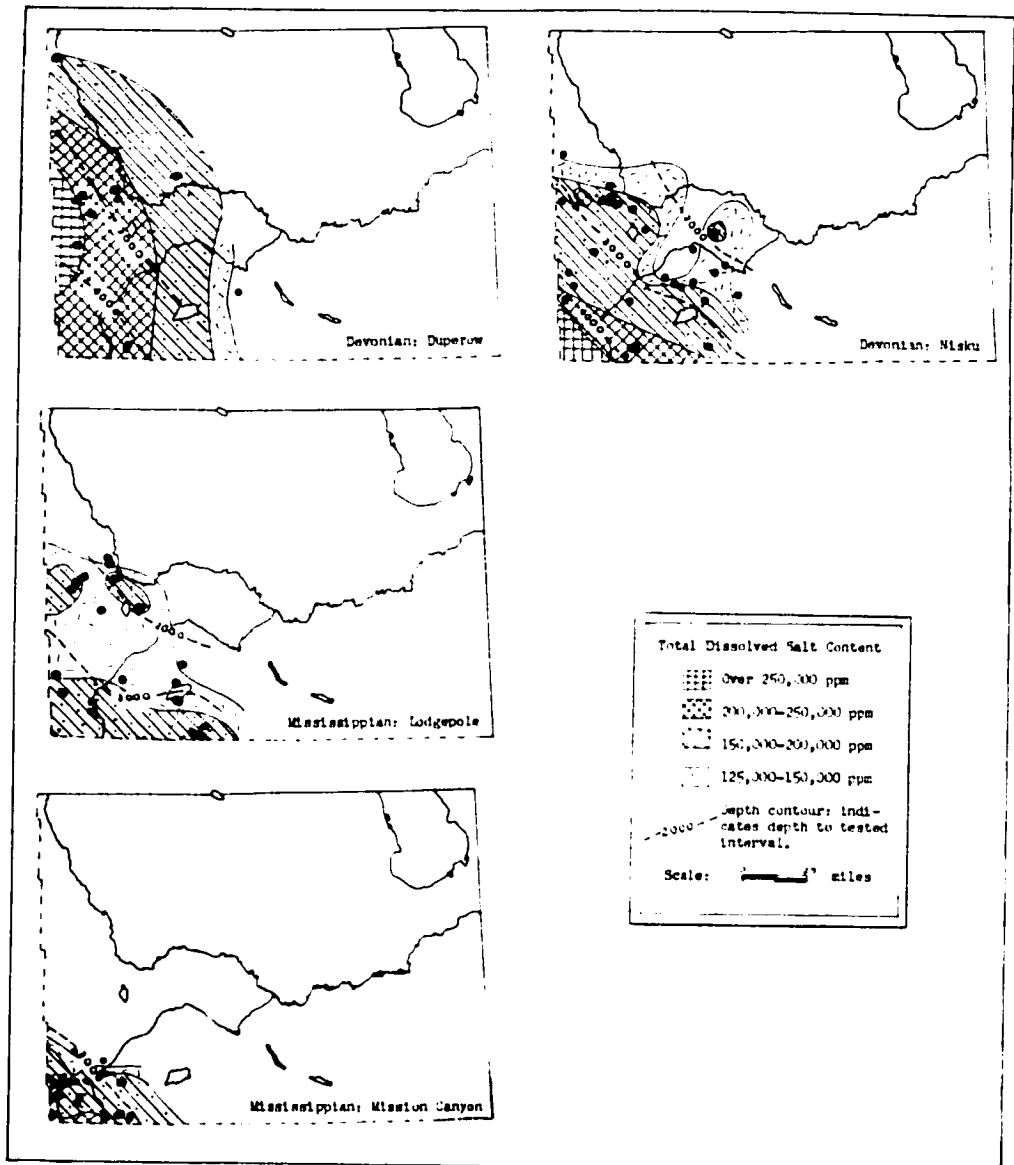 Devonian: Duperow
Devonian: Nisku
Mississippian: Lodgepole
Mississippian: Mission Canyon
Total Dissolved Salt Content
Over 250,000 ppm
200,000-250,000 ppm
150,000-200,000 ppm
125,000-150,000 ppm
Depth contour: indi-
cates depth to tested
interval.
Scale:
miles